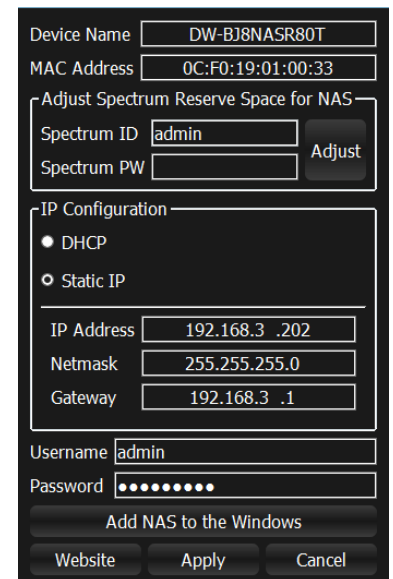 Device Name DW-BJ8NASR80T
MAC Address 0C:F0:19:01:00:33
Adjust Spectrum Reserve Space for NAS
Spectrum ID admin
Adjust
Spectrum PW
IP Configuration
DHCP
Static IP
IP Address 192.168.3 .202
Netmask 255.255.255.0
Gateway 192.168.3 .1
Username admin
Password ●●●●●●●●●
Add NAS to the Windows
Website Apply Cancel